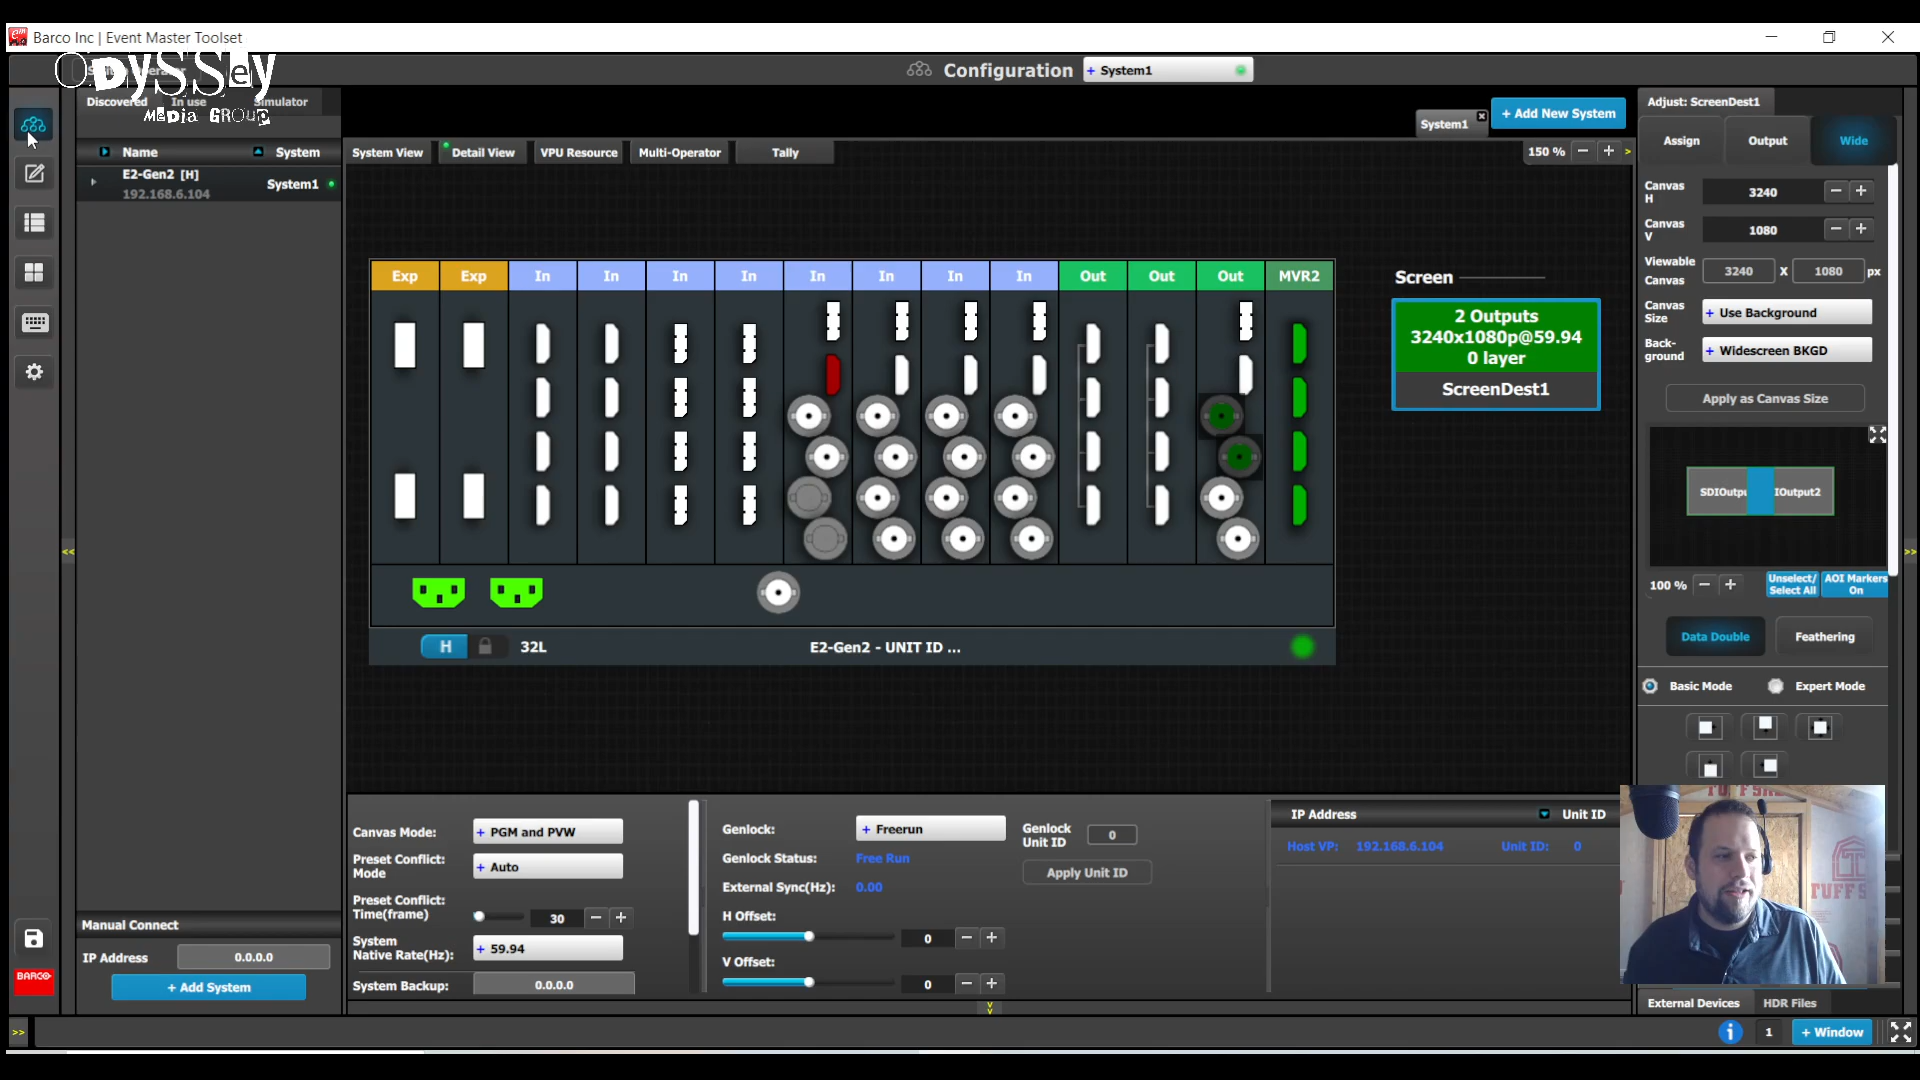 Barco Inc | Event Master Toolset
ODYSSEY
MEDIA GROUP
Configuration
+ System1
Discovered
In use
Simulator
Name
System
E2-Gen2 [H]
192.168.6.104
System1
System1
+ Add New System
System View
Detail View
VPU Resource
Multi-Operator
Tally
150 %
Exp
Exp
In
In
In
In
In
In
In
In
Out
Out
Out
MVR2
H
32L
E2-Gen2 - UNIT ID ...
Screen
2 Outputs
3240x1080p@59.94
0 layer
ScreenDest1
Adjust: ScreenDest1
Assign
Output
Wide
Canvas H
3240
Canvas V
1080
Viewable Canvas
3240 X 1080 px
Canvas Size
+ Use Background
Back-ground
+ Widescreen BKGD
Apply as Canvas Size
SDIOutpu
IOutput2
100 %
Unselect/
Select All
AOI Markers
On
Data Double
Feathering
Basic Mode
Expert Mode
Canvas Mode:
+ PGM and PVW
Preset Conflict:
Mode
+ Auto
Preset Conflict:
Time(frame)
30
System
Native Rate(Hz):
+ 59.94
System Backup:
0.0.0.0
Genlock:
+ Freerun
Genlock Status:
Free Run
External Sync(Hz):
0.00
H Offset:
0
V Offset:
0
Genlock
Unit ID
0
Apply Unit ID
IP Address
Unit ID
Host VP: 192.168.6.104
Unit ID: 0
Manual Connect
IP Address
0.0.0.0
+ Add System
BARCO
TUFF SHED
TUFF S
External Devices
HDR Files
1
+ Window